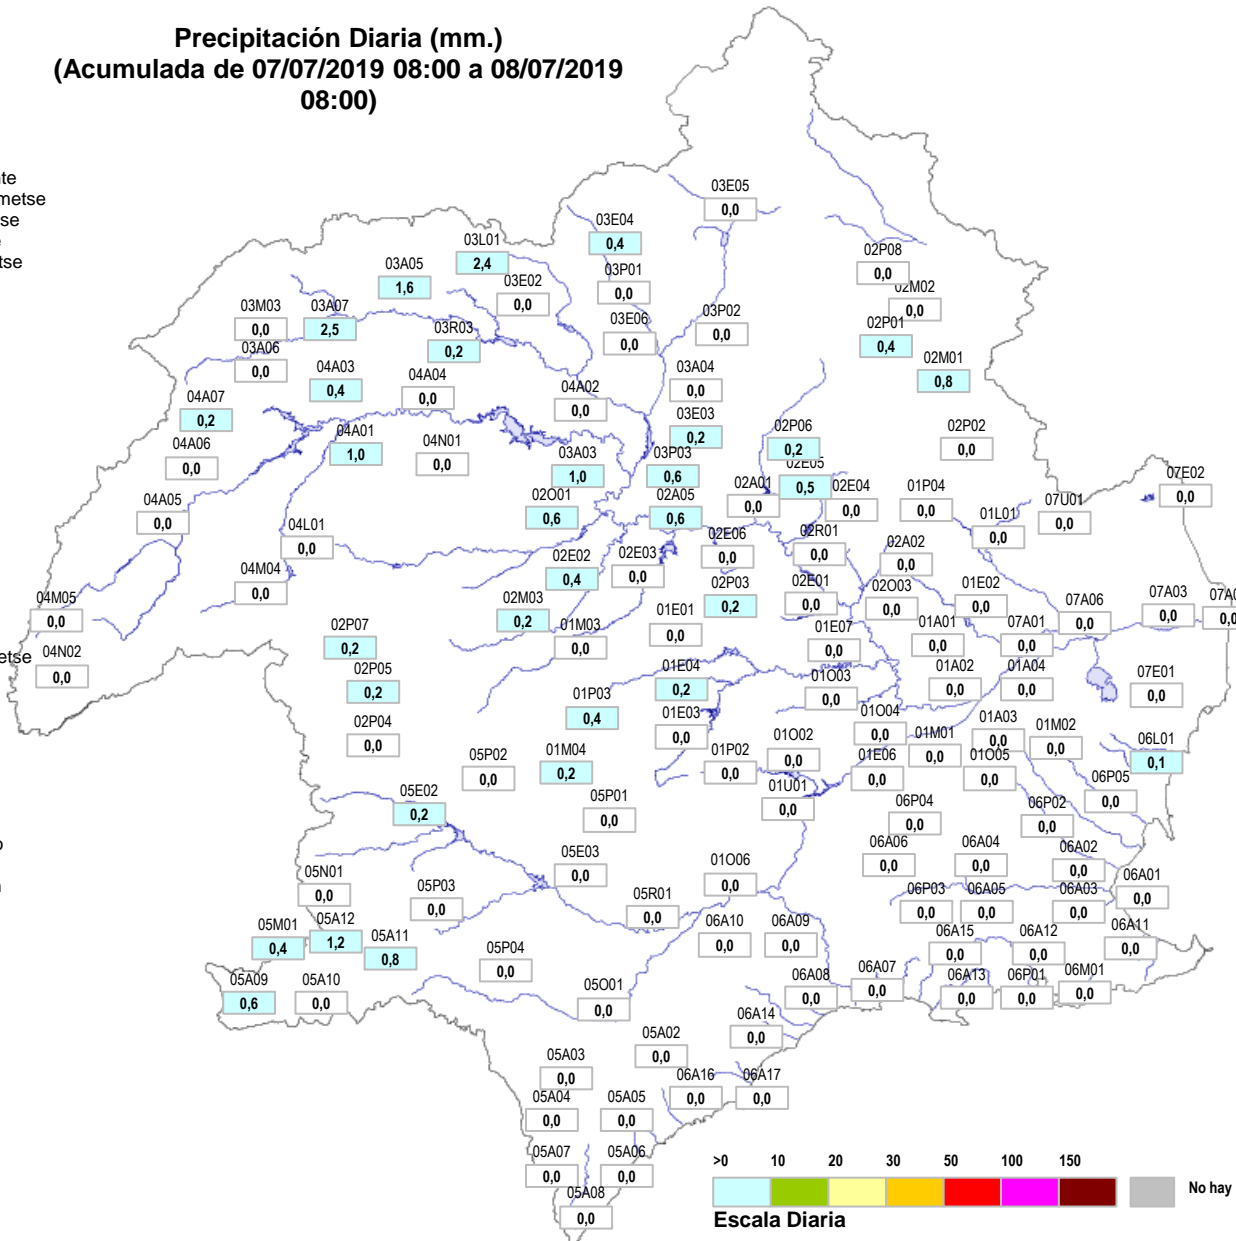 Precipitación Diaria (mm.)
(Acumulada de 07/07/2019 08:00 a 08/07/2019
08:00)
03E05
0,0
03E04
0,4
03L01
2,4
02P08
0,0
03A05
1,6
03P01
0,0
03E02
0,0
02M02
0,0
03M03
0,0
03A07
2,5
03R03
0,2
03E06
0,0
03P02
0,0
02P01
0,4
03A06
0,0
02M01
0,8
04A03
0,4
04A04
0,0
03A04
0,0
04A07
0,2
04A02
0,0
03E03
0,2
02P06
0,2
02P02
0,0
04A06
0,0
04A01
1,0
04N01
0,0
03A03
1,0
03P03
0,6
02E05
0,5
07E02
0,0
04A05
0,0
02O01
0,6
02A05
0,6
02A01
0,0
02E04
0,0
01P04
0,0
01L01
0,0
07U01
0,0
04L01
0,0
02E02
0,4
02E03
0,0
02E06
0,0
02R01
0,0
02A02
0,0
04M04
0,0
04M05
0,0
02M03
0,2
02P03
0,2
02E01
0,0
02O03
0,0
01E02
0,0
07A06
0,0
07A03
0,0
0,0
04N02
0,0
02P07
0,2
01M03
0,0
01E01
0,0
01E07
0,0
01A01
0,0
07A01
0,0
02P05
0,2
01E04
0,2
01O03
0,0
01A02
0,0
01A04
0,0
07E01
0,0
02P04
0,0
01P03
0,4
01E03
0,0
01O04
0,0
01A03
0,0
01M02
0,0
06L01
0,1
05P02
0,0
01M04
0,2
01P02
0,0
01O02
0,0
01M01
0,0
01E06
0,0
01O05
0,0
06P05
0,0
05E02
0,2
05P01
0,0
01U01
0,0
06P04
0,0
06P02
0,0
05E03
0,0
01O06
0,0
06A06
0,0
06A04
0,0
06A02
0,0
05N01
0,0
05P03
0,0
05R01
0,0
06P03
0,0
06A05
0,0
06A03
0,0
06A01
0,0
05M01
0,4
05A12
1,2
05A11
0,8
05P04
0,0
06A10
0,0
06A09
0,0
06A15
0,0
06A12
0,0
06A11
0,0
05A09
0,6
05A10
0,0
05O01
0,0
06A08
0,0
06A07
0,0
06A13
0,0
06P01
0,0
06M01
0,0
05A02
0,0
06A14
0,0
05A03
0,0
06A16
0,0
06A17
0,0
05A04
0,0
05A05
0,0
05A07
0,0
05A06
0,0
05A08
0,0
>0 10 20 30 50 100 150
No hay
Escala Diaria